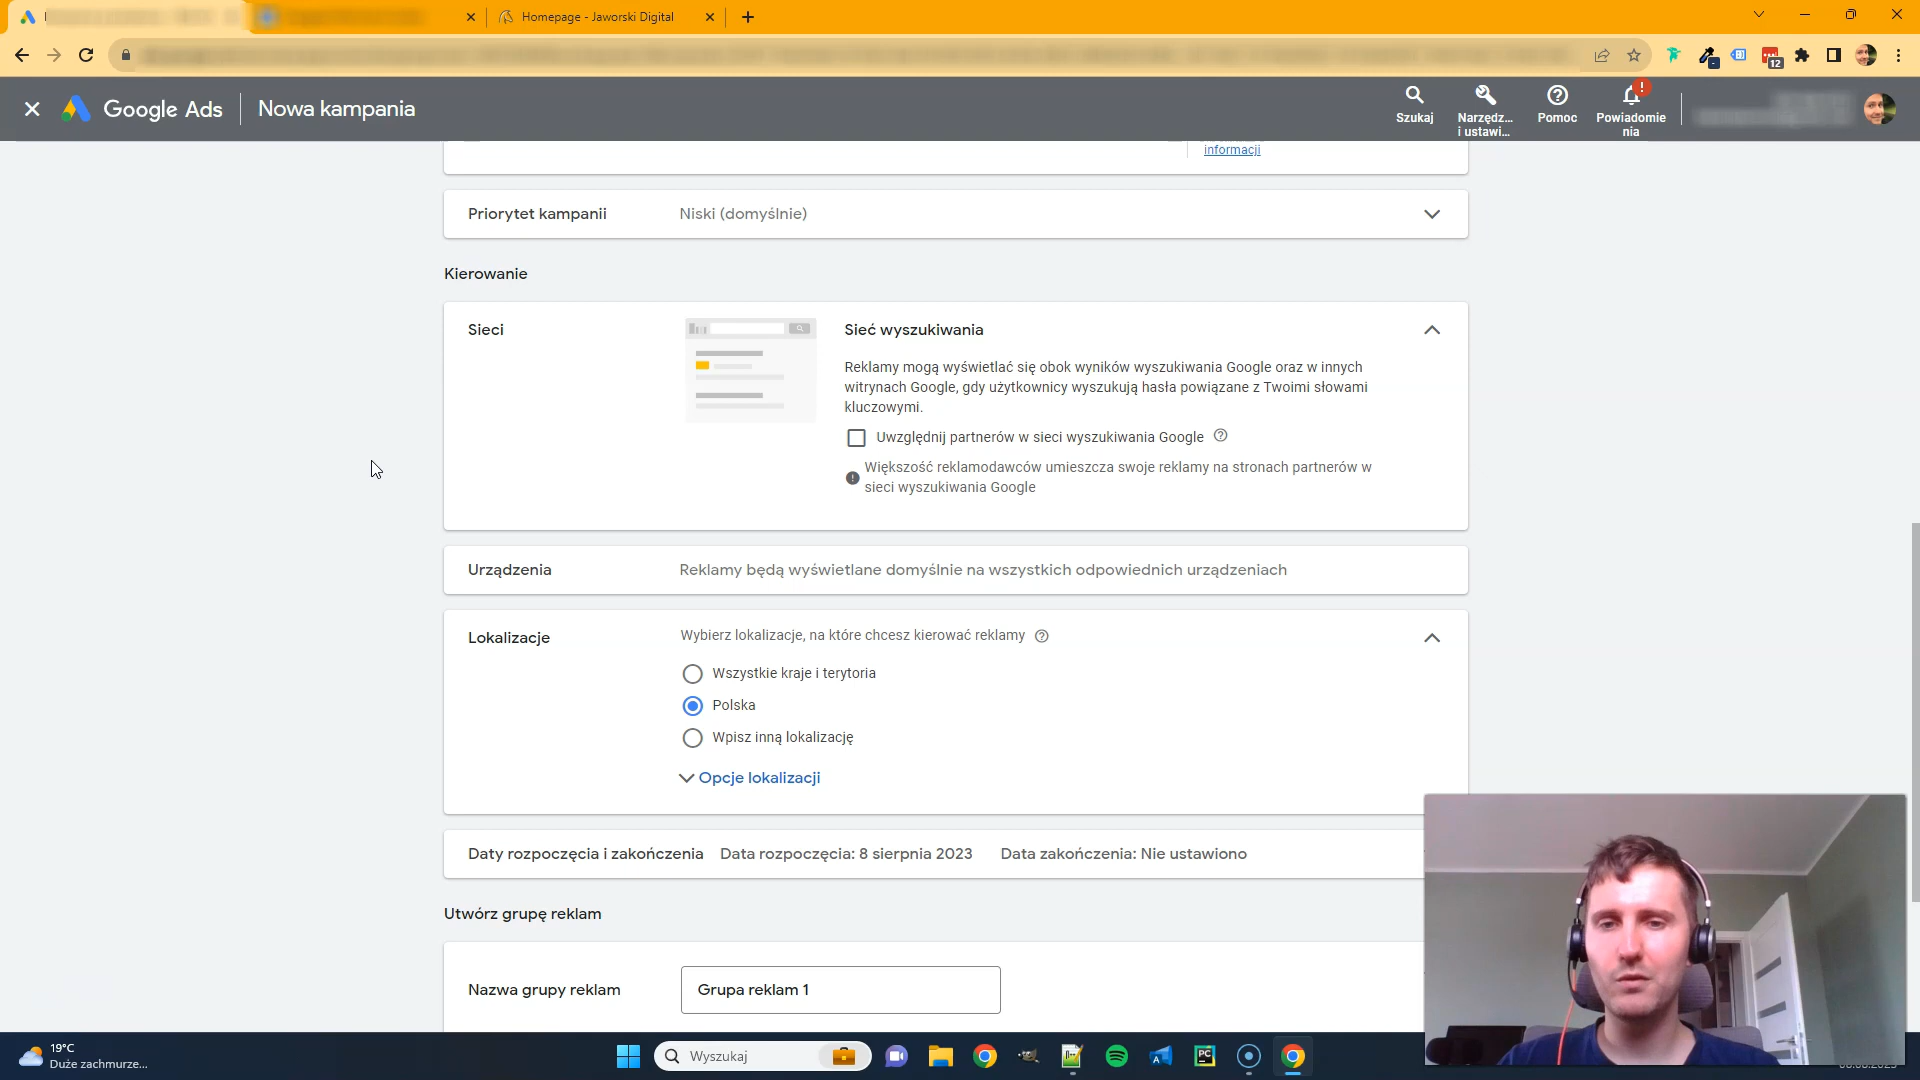 Homepage - Jaworski Digital
12
Google Ads
Nowa kampania
Szukaj
Narzędz... i ustawi...
Pomoc
Powiadomienia
informacji
Priorytet kampanii
Niski (domyślnie)
Kierowanie
Sieci
Sieć wyszukiwania
Reklamy mogą wyświetlać się obok wyników wyszukiwania Google oraz w innych
witrynach Google, gdy użytkownicy wyszukują hasła powiązane z Twoimi słowami
kluczowymi.
Uwzględnij partnerów w sieci wyszukiwania Google
Większość reklamodawców umieszcza swoje reklamy na stronach partnerów w
sieci wyszukiwania Google
Urządzenia
Reklamy będą wyświetlane domyślnie na wszystkich odpowiednich urządzeniach
Lokalizacje
Wybierz lokalizacje, na które chcesz kierować reklamy
Wszystkie kraje i terytoria
Polska
Wpisz inną lokalizację
Opcje lokalizacji
Daty rozpoczęcia i zakończenia
Data rozpoczęcia: 8 sierpnia 2023
Data zakończenia: Nie ustawiono
Utwórz grupę reklam
Nazwa grupy reklam
Grupa reklam 1
19°C
Duże zachmurze...
Wyszukaj
PC